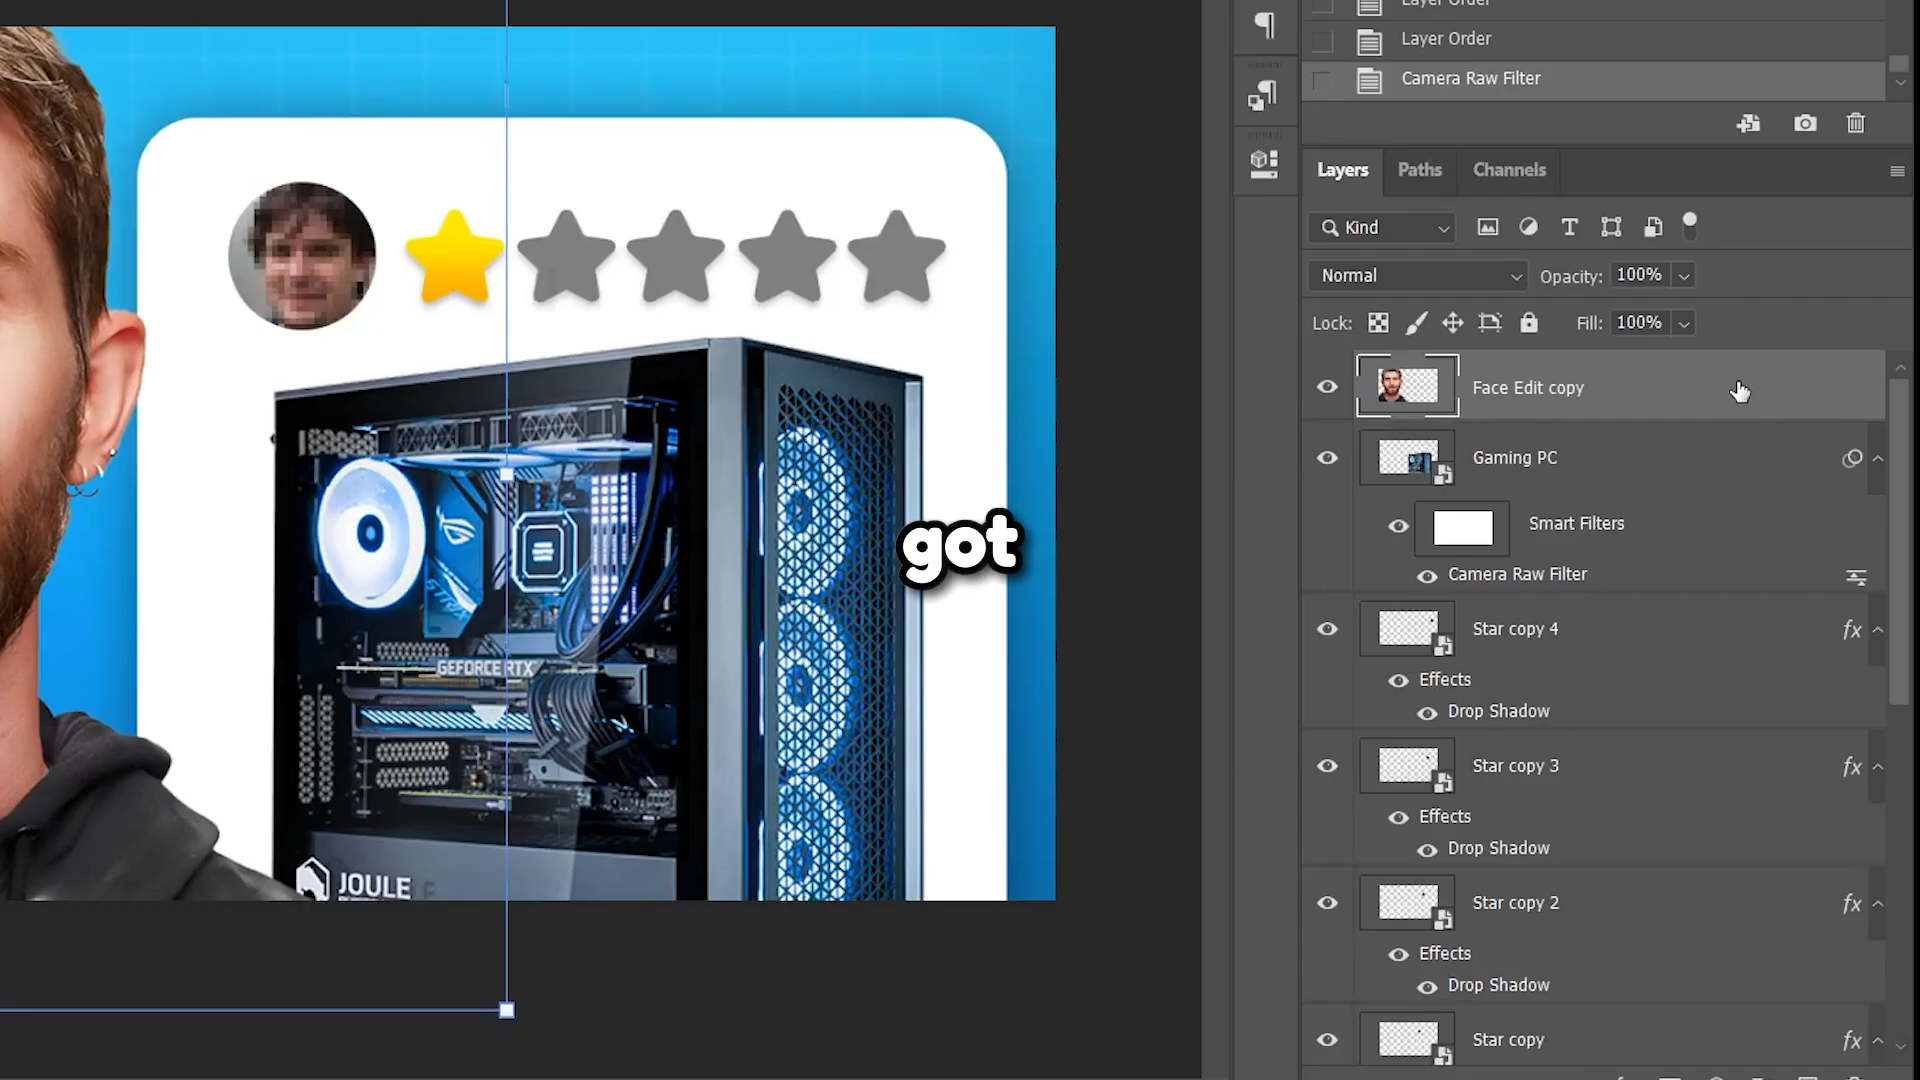 Layer Order
Layer Order
Camera Raw Filter
Layers Paths Channels
Kind
Normal Opacity: 100%
Lock: Fill: 100%
Face Edit copy
Gaming PC
Smart Filters
Camera Raw Filter
Star copy 4
Effects
Drop Shadow
Star copy 3
Effects
Drop Shadow
Star copy 2
Effects
Drop Shadow
Star copy
got
STRIX
GEFORCE RTX
JOULE